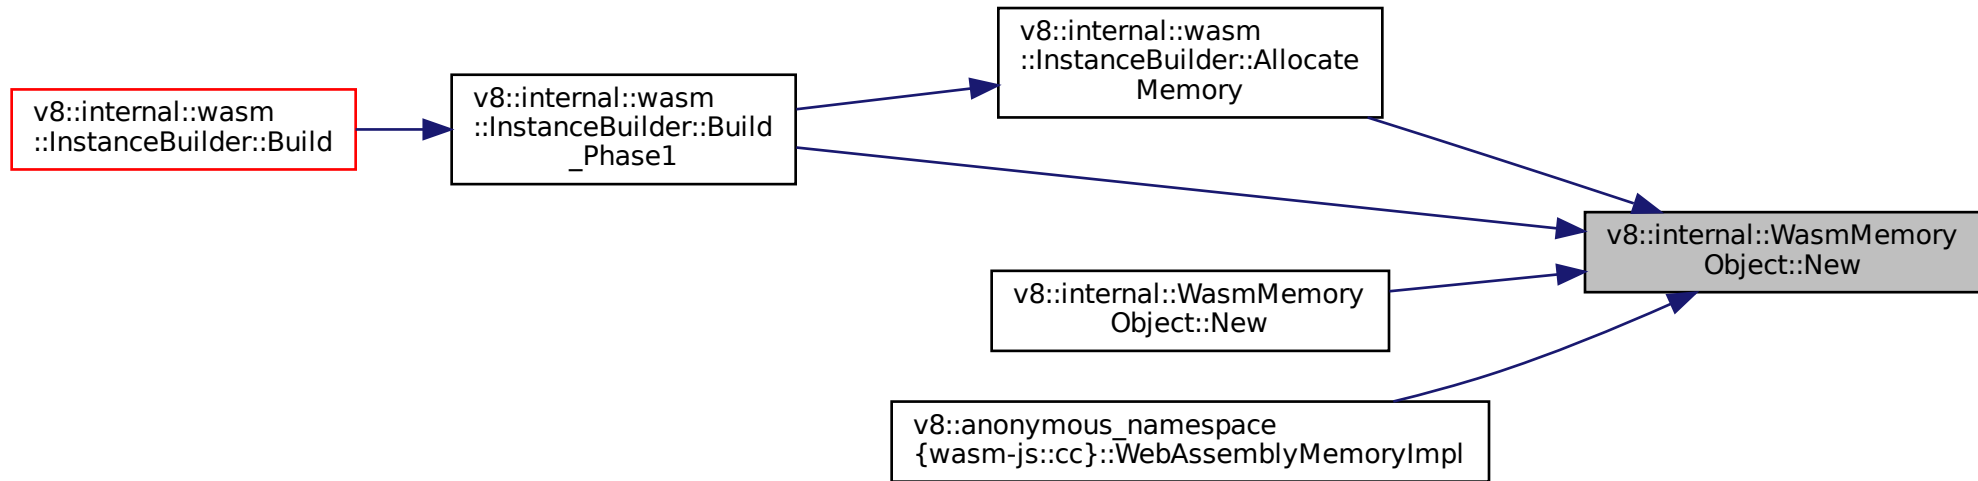 v8::internal::wasm
::InstanceBuilder::Build
v8::internal::wasm
::InstanceBuilder::Build
_Phase1
v8::internal::wasm
::InstanceBuilder::Allocate
Memory
v8::internal::WasmMemory
Object::New
v8::anonymous_namespace
{wasm-js::cc}::WebAssemblyMemoryImpl
v8::internal::WasmMemory
Object::New